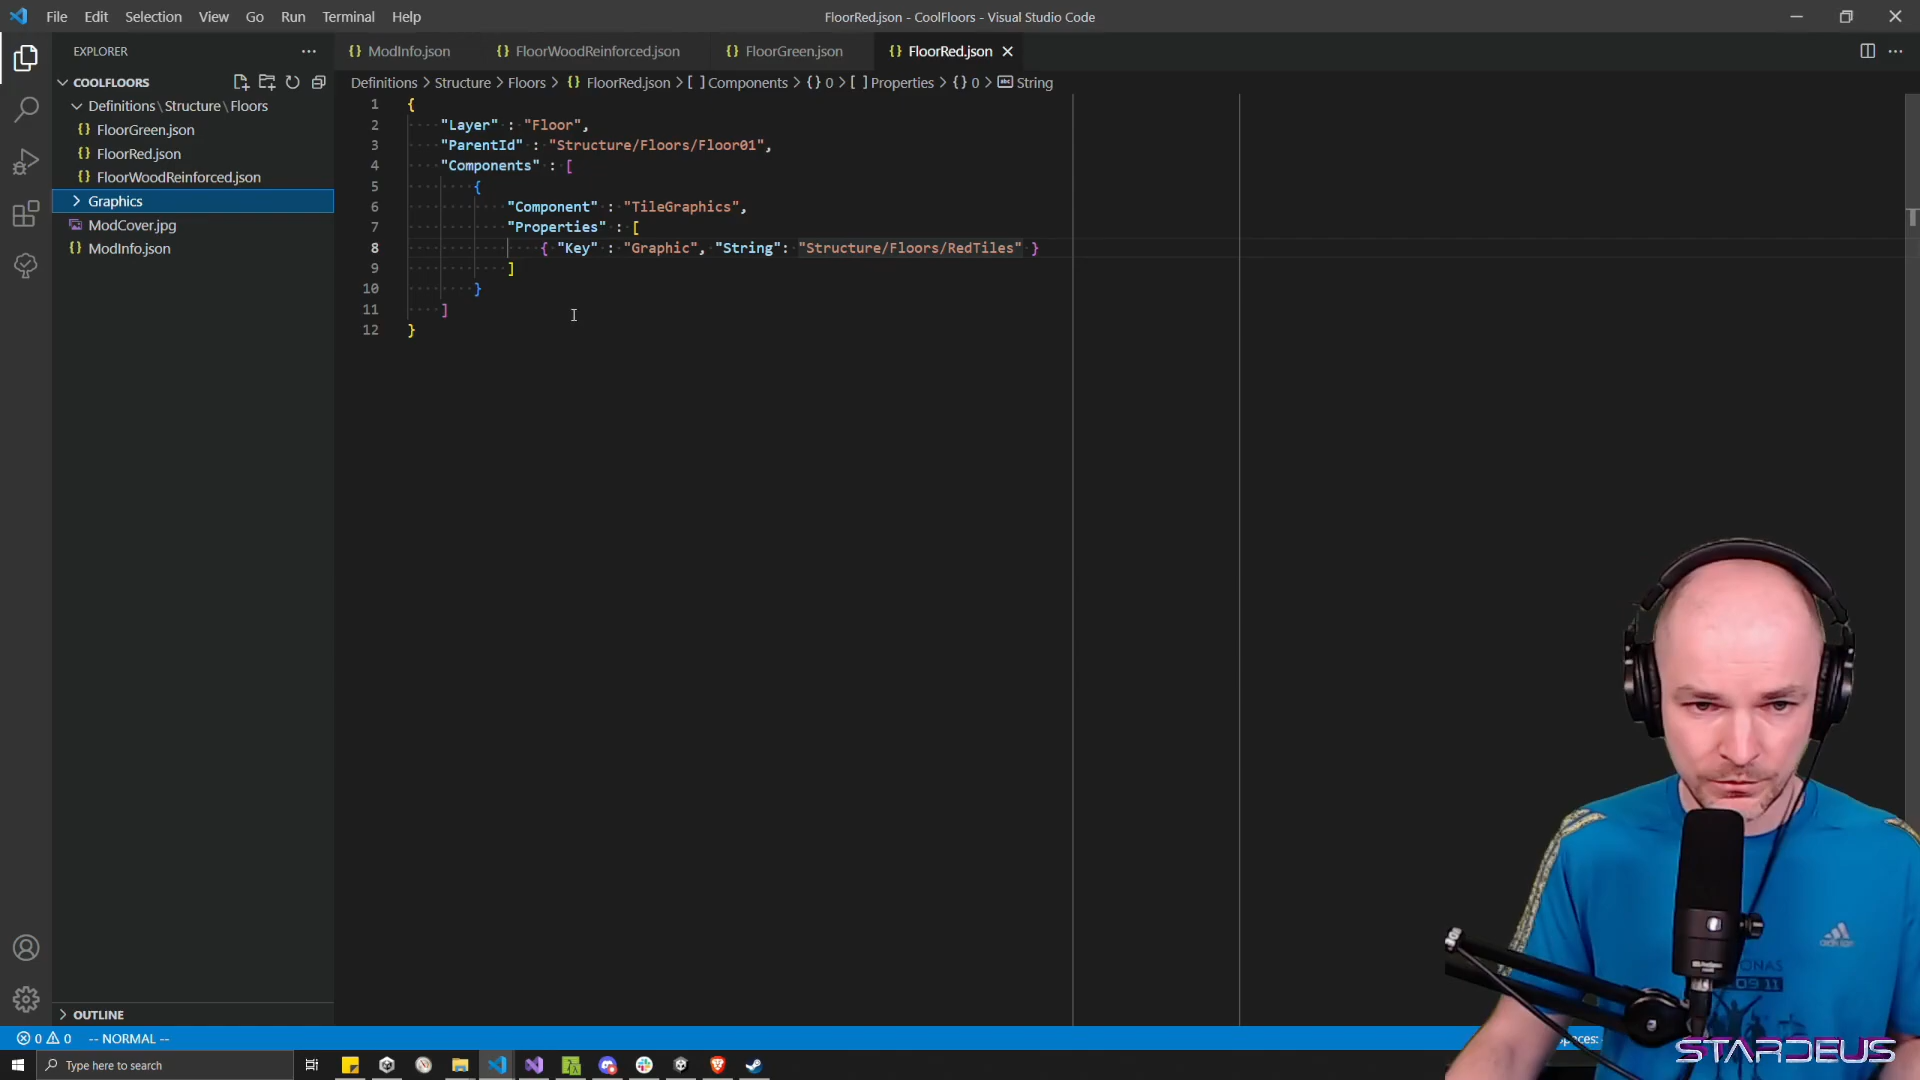 File Edit Selection View Go Run Terminal Help
FloorRed.json - CoolFloors - Visual Studio Code
EXPLORER
ModInfo.json FloorWoodReinforced.json FloorGreen.json FloorRed.json
COOLFLOORS
Definitions > Structure > Floors > {} FloorRed.json > [ ] Components > {} 0 > [ ] Properties > {} 0 > String
Definitions\Structure\Floors
FloorGreen.json
FloorRed.json
FloorWoodReinforced.json
Graphics
ModCover.jpg
ModInfo.json
1 {
2 "Layer" : "Floor",
3 "ParentId" : "Structure/Floors/Floor01",
4 "Components" : [
5 {
6 "Component" : "TileGraphics",
7 "Properties" : [
8 { "Key" : "Graphic", "String": "Structure/Floors/RedTiles" }
9 ]
10 }
11 ]
12 }
OUTLINE
0 0 -- NORMAL --
Type here to search
adidas
09.11
STARDEUS